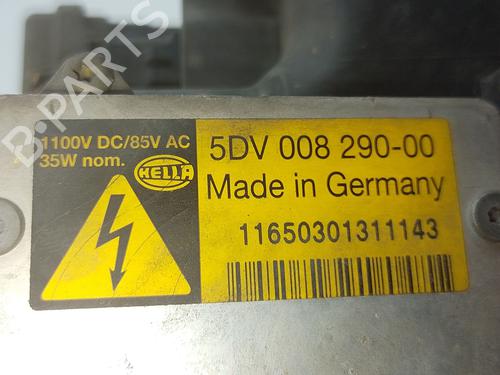 B-PARTS
1100V DC/85V AC
35W nom.
HELLA
5DV 008 290-00
Made in Germany
11650301311143